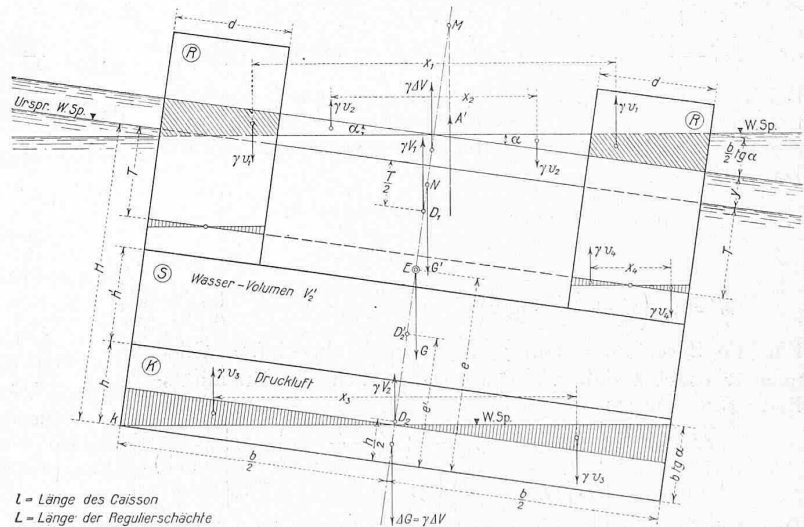 d
M
R
x₁
d
γΔV
γv₂
x₂
γv₁
R
Urspr. W.Sp.
A'
W.Sp.
α
α
b/2 tg α
γV₁
γv₁
γv₂
T
T/2
N
y
D₁
γv₄
T
H
E
G'
x₄
S
Wasser-Volumen V₂'
h
D₂'
e
γv₄
G
K
γv₃
Druckluft
γV₂
e'
x₃
h
k
D₂
W.Sp.
h/2
b tg α
b/2
γv₃
b/2
l = Länge des Caisson
L = Länge der Regulierschächte
ΔG = γΔV